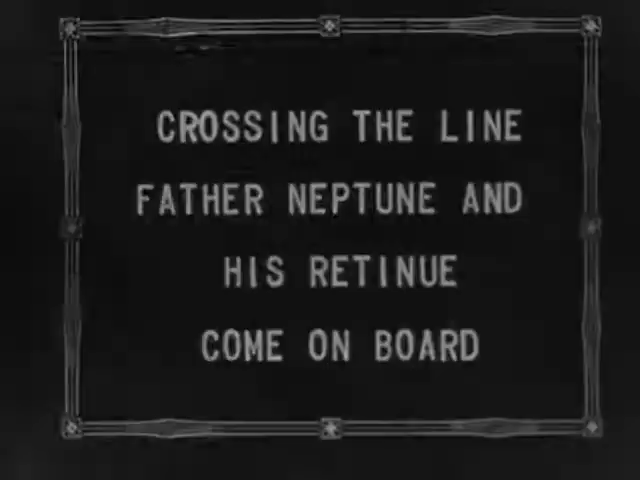 CROSSING THE LINE
FATHER NEPTUNE AND
HIS RETINUE
COME ON BOARD